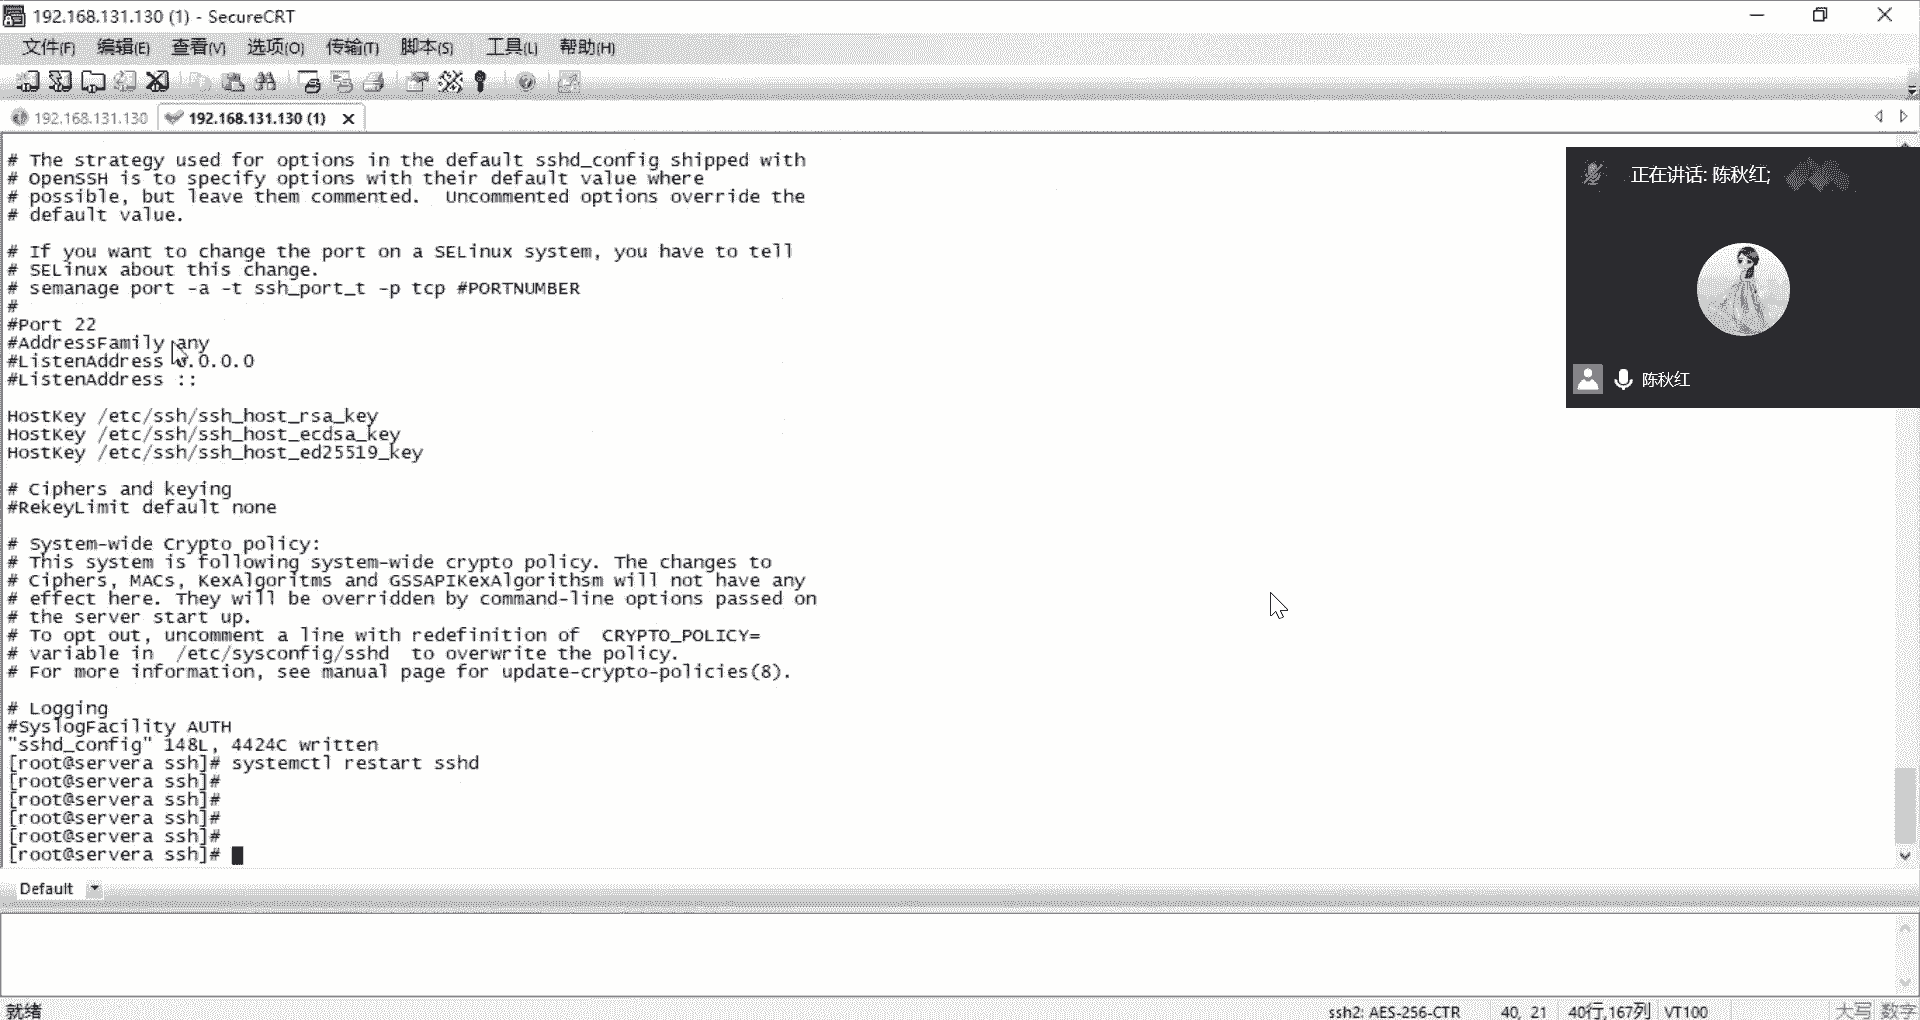 192.168.131.130 (1) - SecureCRT
文件(F) 编辑(E) 查看(V) 选项(O) 传输(T) 脚本(S) 工具(L) 帮助(H)
192.168.131.130 192.168.131.130 (1)
# The strategy used for options in the default sshd_config shipped with
# OpenSSH is to specify options with their default value where
# possible, but leave them commented.  Uncommented options override the
# default value.
# If you want to change the port on a SELinux system, you have to tell
# SELinux about this change.
# semanage port -a -t ssh_port_t -p tcp #PORTNUMBER
#
#Port 22
#AddressFamily any
#ListenAddress 0.0.0.0
#ListenAddress ::
HostKey /etc/ssh/ssh_host_rsa_key
HostKey /etc/ssh/ssh_host_ecdsa_key
HostKey /etc/ssh/ssh_host_ed25519_key
# Ciphers and keying
#RekeyLimit default none
# System-wide Crypto policy:
# This system is following system-wide crypto policy. The changes to
# Ciphers, MACs, KexAlgoritms and GSSAPIKexAlgorithsm will not have any
# effect here. They will be overridden by command-line options passed on
# the server start up.
# To opt out, uncomment a line with redefinition of  CRYPTO_POLICY=
# variable in  /etc/sysconfig/sshd  to overwrite the policy.
# For more information, see manual page for update-crypto-policies(8).
# Logging
#SyslogFacility AUTH
"sshd_config" 148L, 4424C written
[root@servera ssh]# systemctl restart sshd
[root@servera ssh]#
[root@servera ssh]#
[root@servera ssh]#
[root@servera ssh]#
[root@servera ssh]#
正在讲话: 陈秋红;
陈秋红
Default
就绪 ssh2: AES-256-CTR 40, 21 40行,167列 VT100 大写 数字